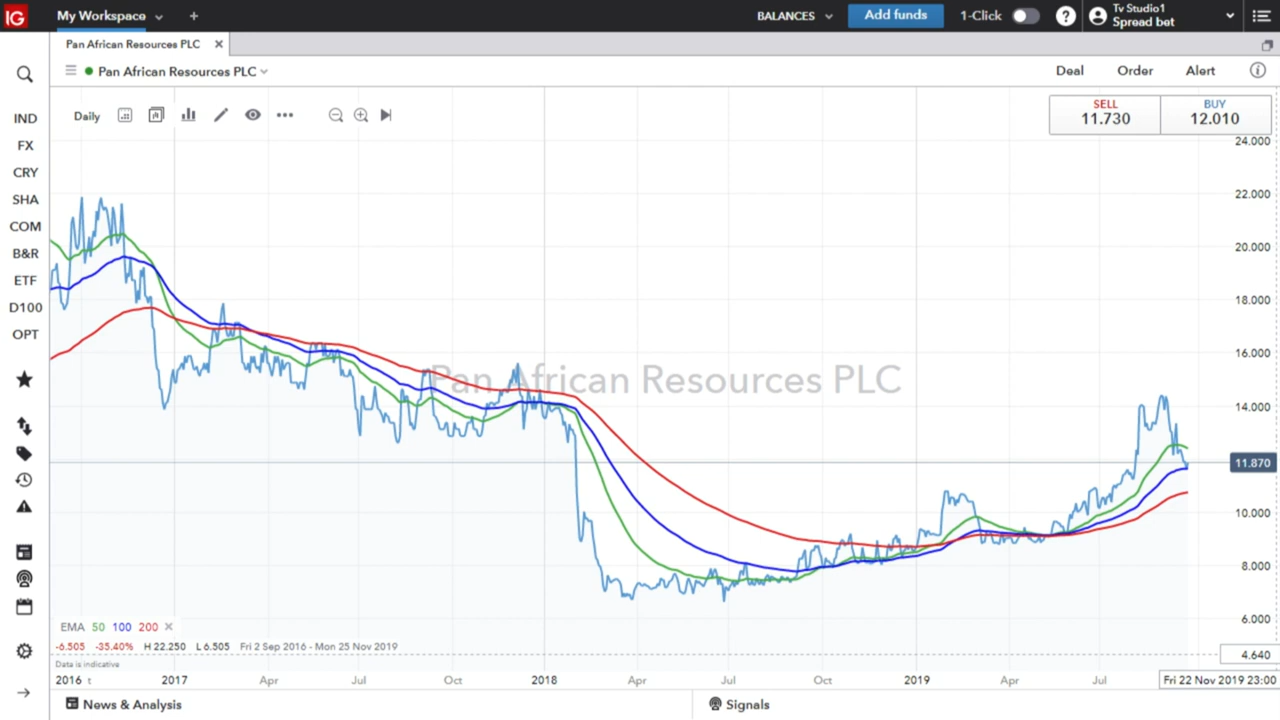 IG My Workspace + BALANCES Add funds 1-Click ? Tv Studio1
Spread bet
Pan African Resources PLC ×
Pan African Resources PLC Deal Order Alert
Daily
SELL BUY
11.730 12.010
IND
FX
CRY
SHA
COM
B&R
ETF
D100
OPT
24.000
22.000
20.000
18.000
16.000
Pan African Resources PLC
14.000
11.870
10.000
8.000
6.000
4.640
EMA 50 100 200 ×
-6.505 -35.40% H 22.250 L 6.505 Fri 2 Sep 2016 - Mon 25 Nov 2019
Data is indicative
2016 t 2017 Apr Jul Oct 2018 Apr Jul Oct 2019 Apr Jul Fri 22 Nov 2019 23:00
News & Analysis Signals